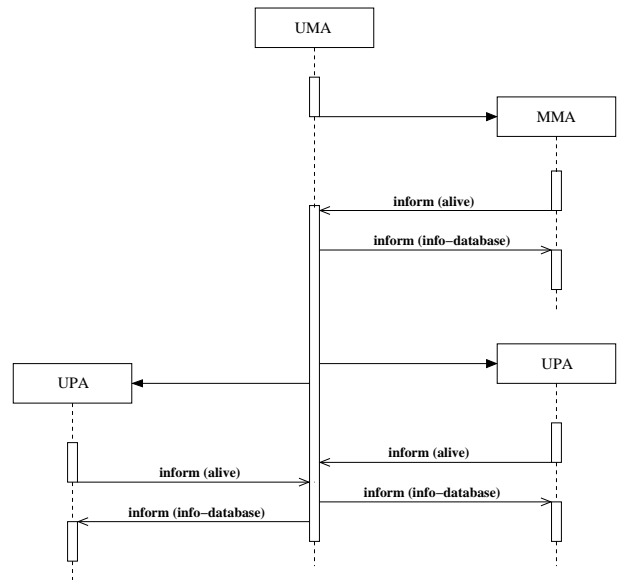 UMA
MMA
inform (alive)
inform (info−database)
UPA
UPA
inform (alive)
inform (alive)
inform (info−database)
inform (info−database)